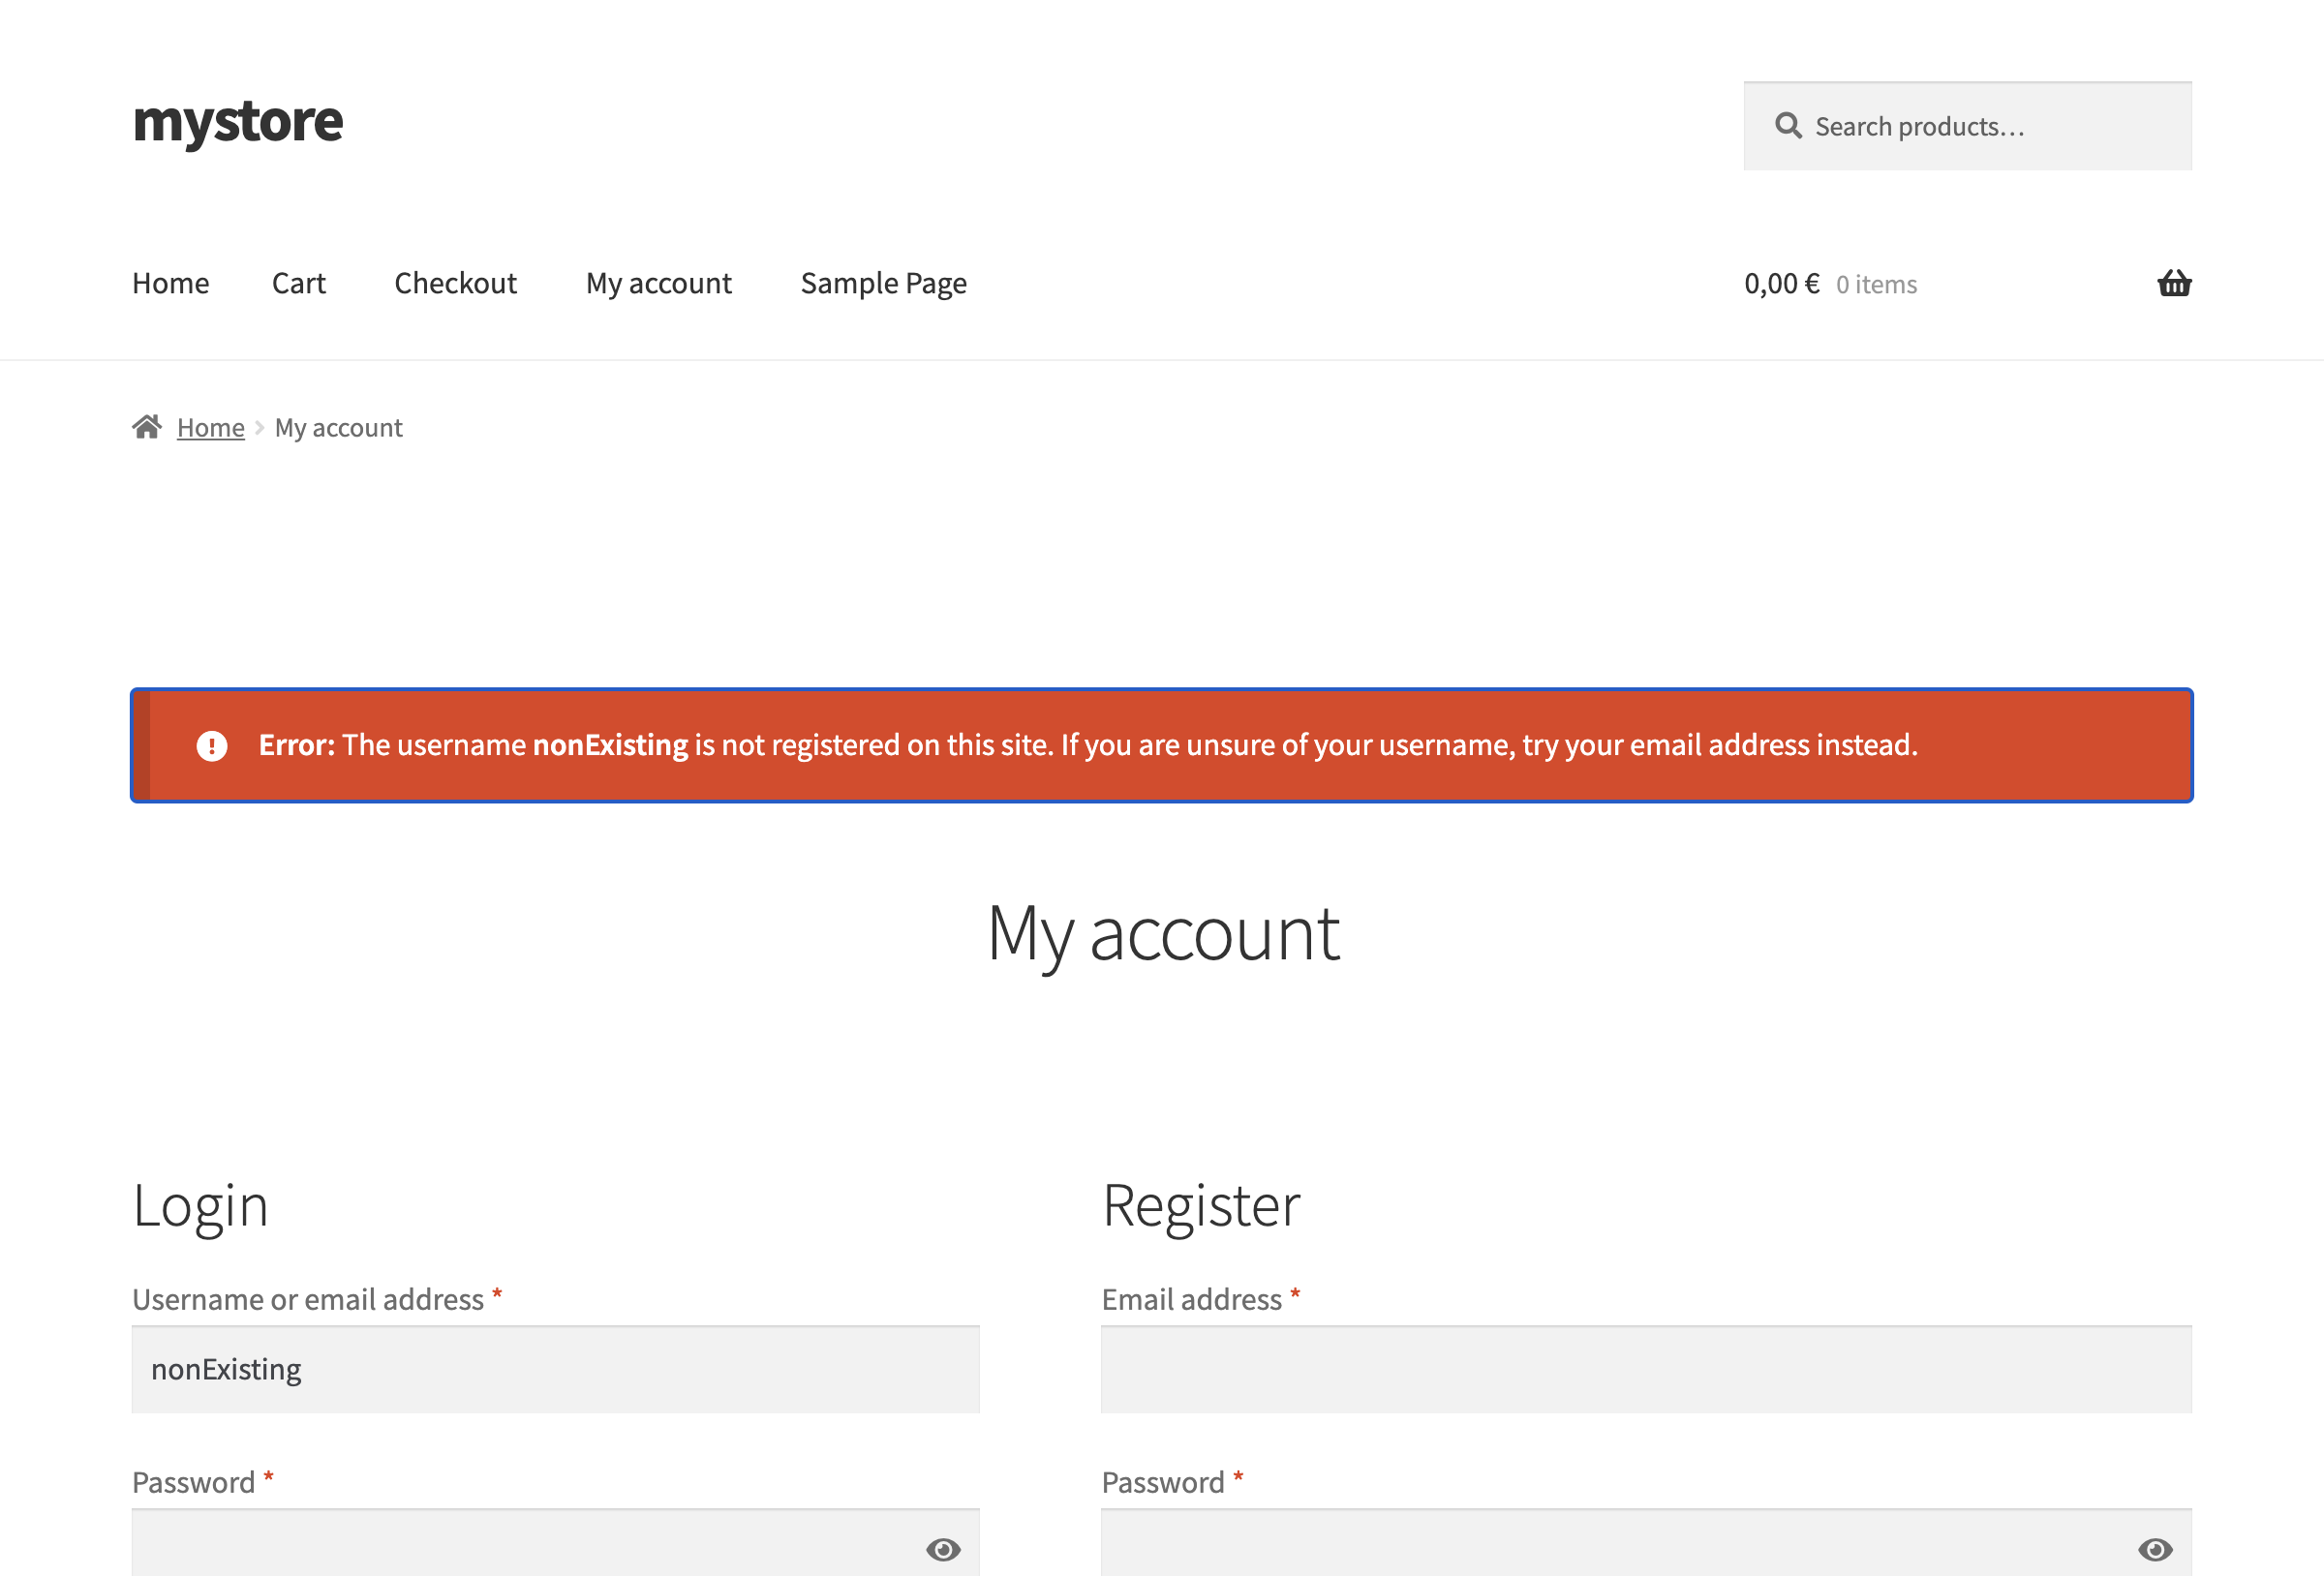 mystore
Search products…
Home Cart Checkout My account Sample Page 0,00 € 0 items
Home My account
Error: The username nonExisting is not registered on this site. If you are unsure of your username, try your email address instead.
My account
Login
Username or email address *
nonExisting
Password *
Register
Email address *
Password *